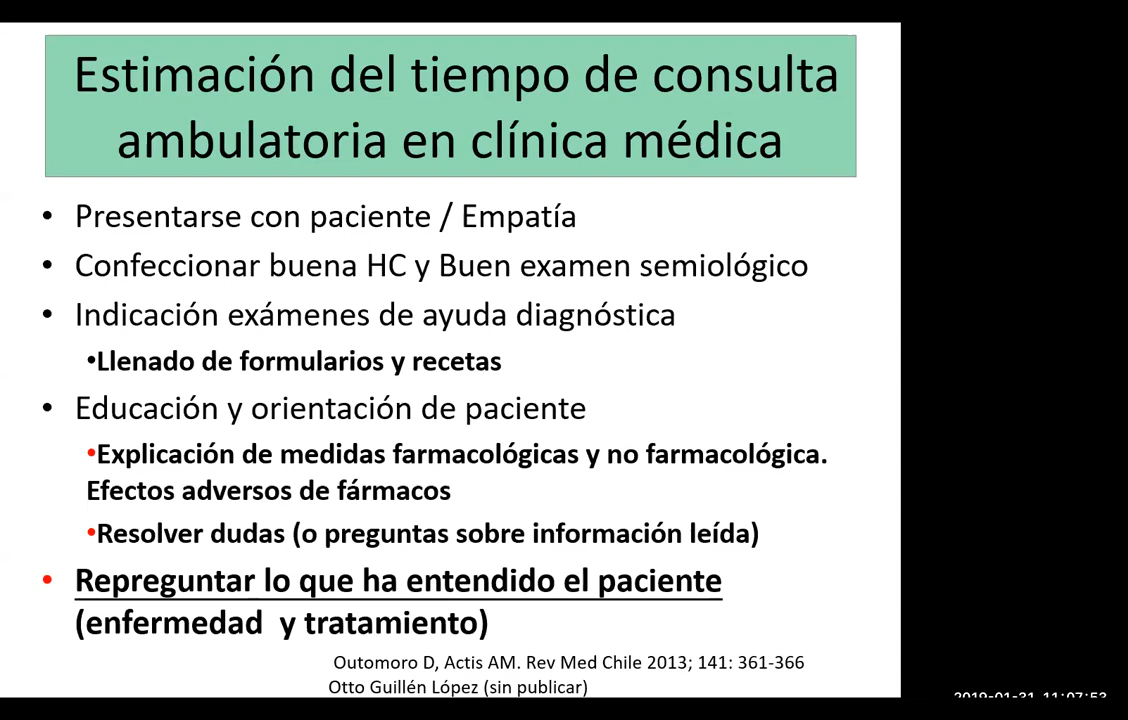 Estimación del tiempo de consulta
ambulatoria en clínica médica
• Presentarse con paciente / Empatía
• Confeccionar buena HC y Buen examen semiológico
• Indicación exámenes de ayuda diagnóstica
•Llenado de formularios y recetas
• Educación y orientación de paciente
•Explicación de medidas farmacológicas y no farmacológica.
Efectos adversos de fármacos
•Resolver dudas (o preguntas sobre información leída)
• Repreguntar lo que ha entendido el paciente
(enfermedad y tratamiento)
Outomoro D, Actis AM. Rev Med Chile 2013; 141: 361-366
Otto Guillén López (sin publicar)
2019-01-31 11:07:53